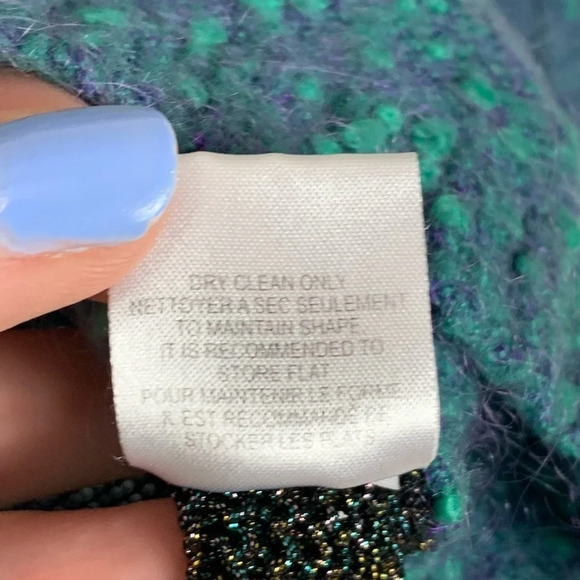 DRY CLEAN ONLY
NETTOYER A SEC SEULEMENT
TO MAINTAIN SHAPE
IT IS RECOMMENDED TO
STORE FLAT
POUR MAINTENIR LE FORME
IL EST RECOMMANDE DE
STOCKER LES PLATS